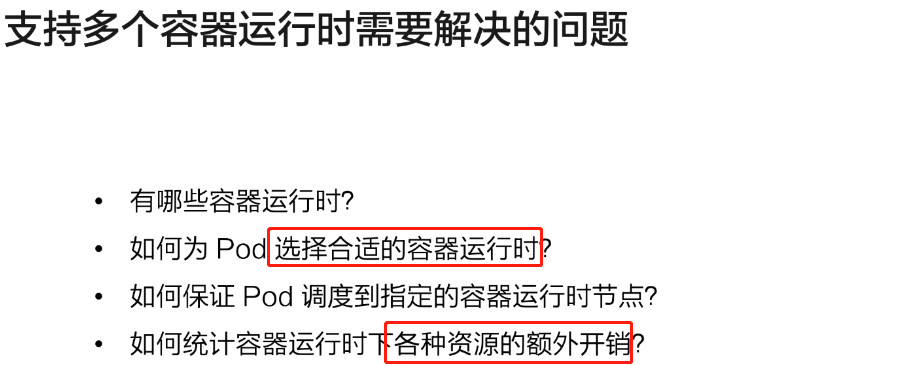 支持多个容器运行时需要解决的问题
• 有哪些容器运行时?
• 如何为 Pod 选择合适的容器运行时?
• 如何保证 Pod 调度到指定的容器运行时节点?
• 如何统计容器运行时下各种资源的额外开销?